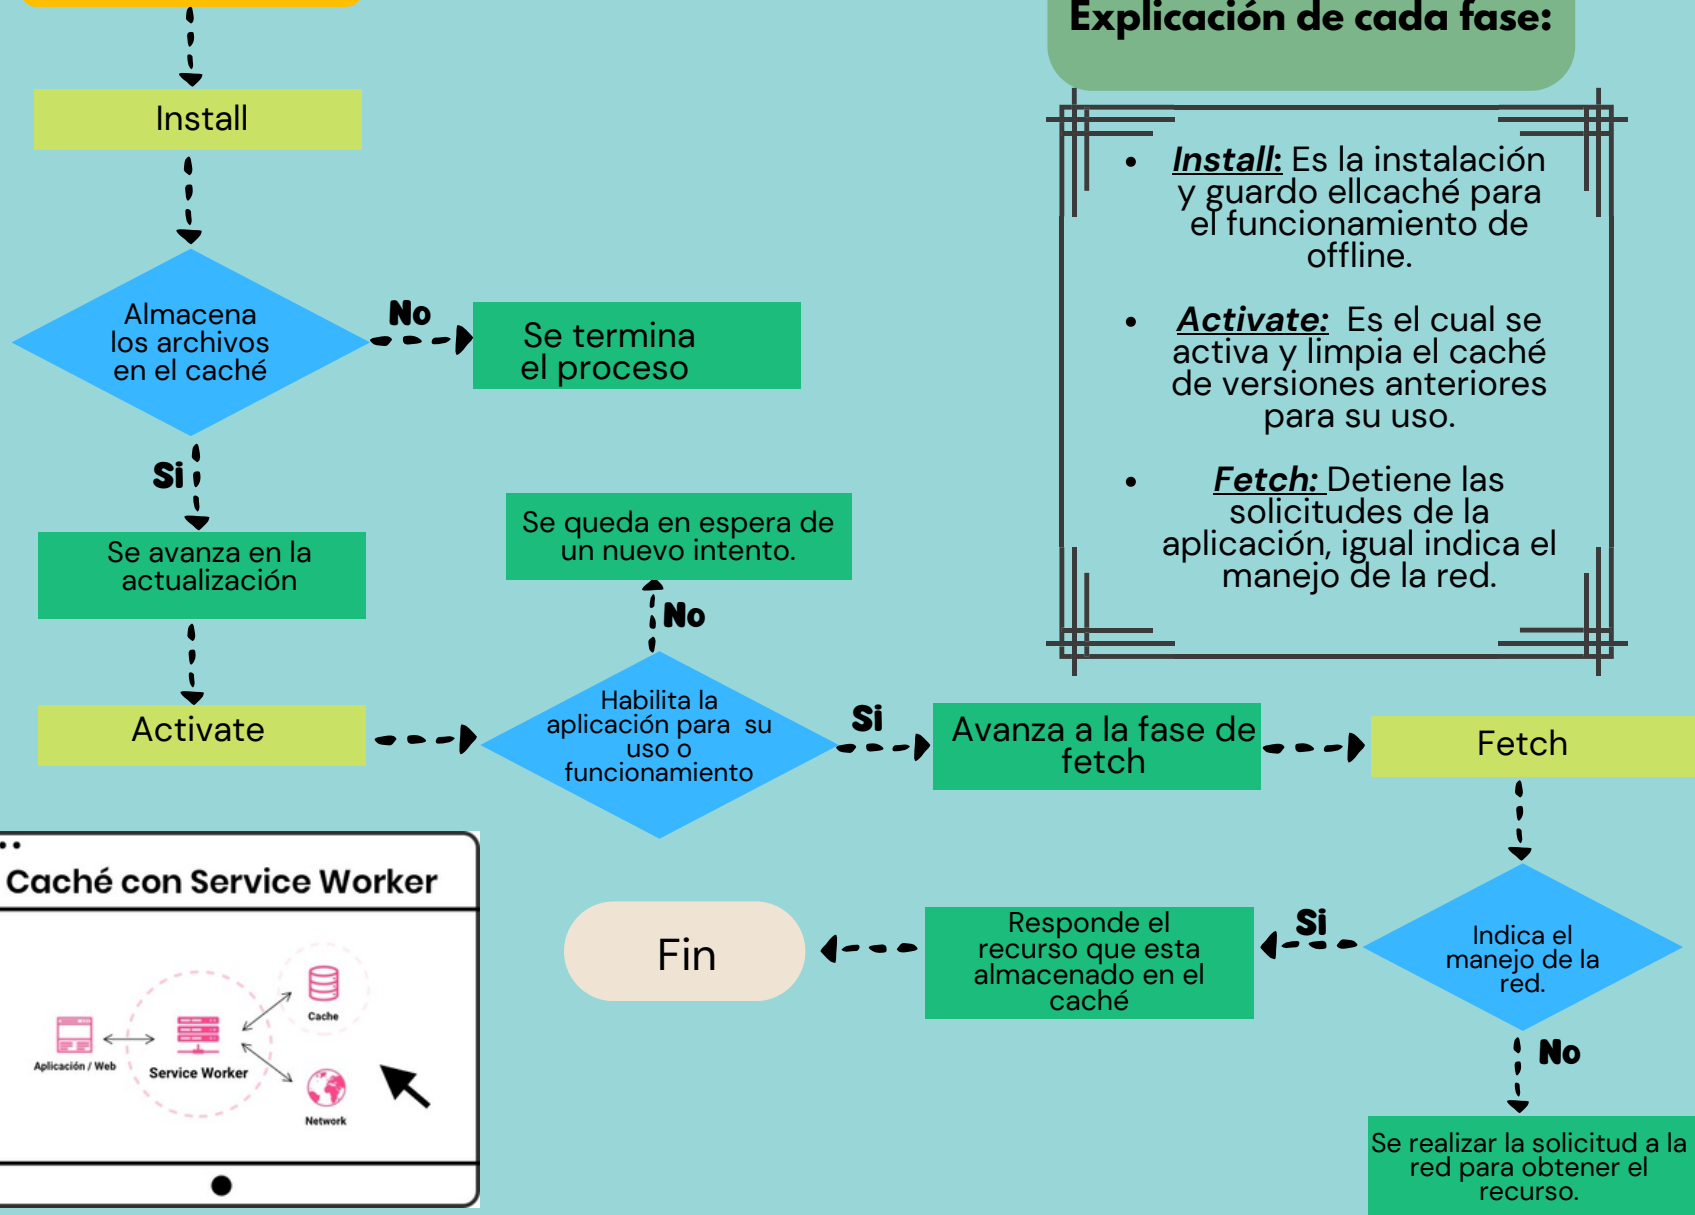 Explicación de cada fase:
Install
Install: Es la instalación
y guardo ellcaché para
el funcionamiento de
offline.
Activate: Es el cual se
activa y limpia el caché
de versiones anteriores
para su uso.
Fetch: Detiene las
solicitudes de la
aplicación, igual indica el
manejo de la red.
Almacena
los archivos
en el caché
No
Se termina
el proceso
Si
Se avanza en la
actualización
Se queda en espera de
un nuevo intento.
No
Activate
Habilita la
aplicación para su
uso o
funcionamiento
Si
Avanza a la fase de
fetch
Fetch
Indica el
manejo de la
red.
Si
Responde el
recurso que esta
almacenado en el
caché
Fin
No
Se realizar la solicitud a la
red para obtener el
recurso.
Caché con Service Worker
Cache
Aplicación / Web
Service Worker
Network